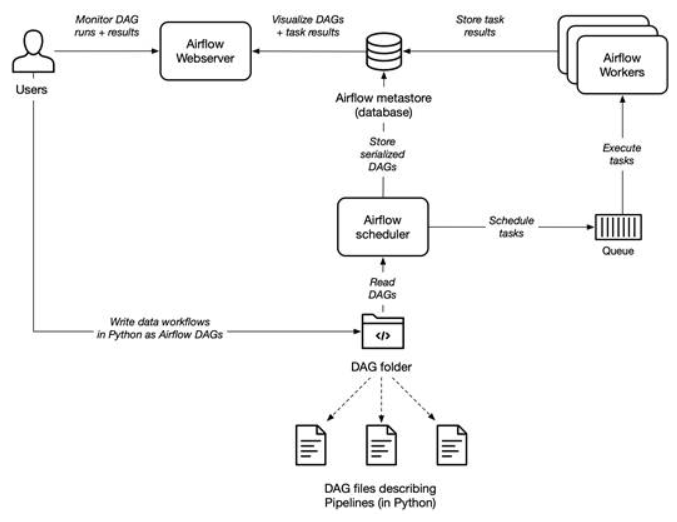 Monitor DAG
runs + results
Visualize DAGs
+ task results
Store task
results
Airflow
Webserver
Airflow
Workers
Users
Airflow metastore
(database)
Store
serialized
DAGs
Execute
tasks
Airflow
scheduler
Schedule
tasks
Queue
Read
DAGs
Write data workflows
in Python as Airflow DAGs
</>
DAG folder
DAG files describing
Pipelines (in Python)